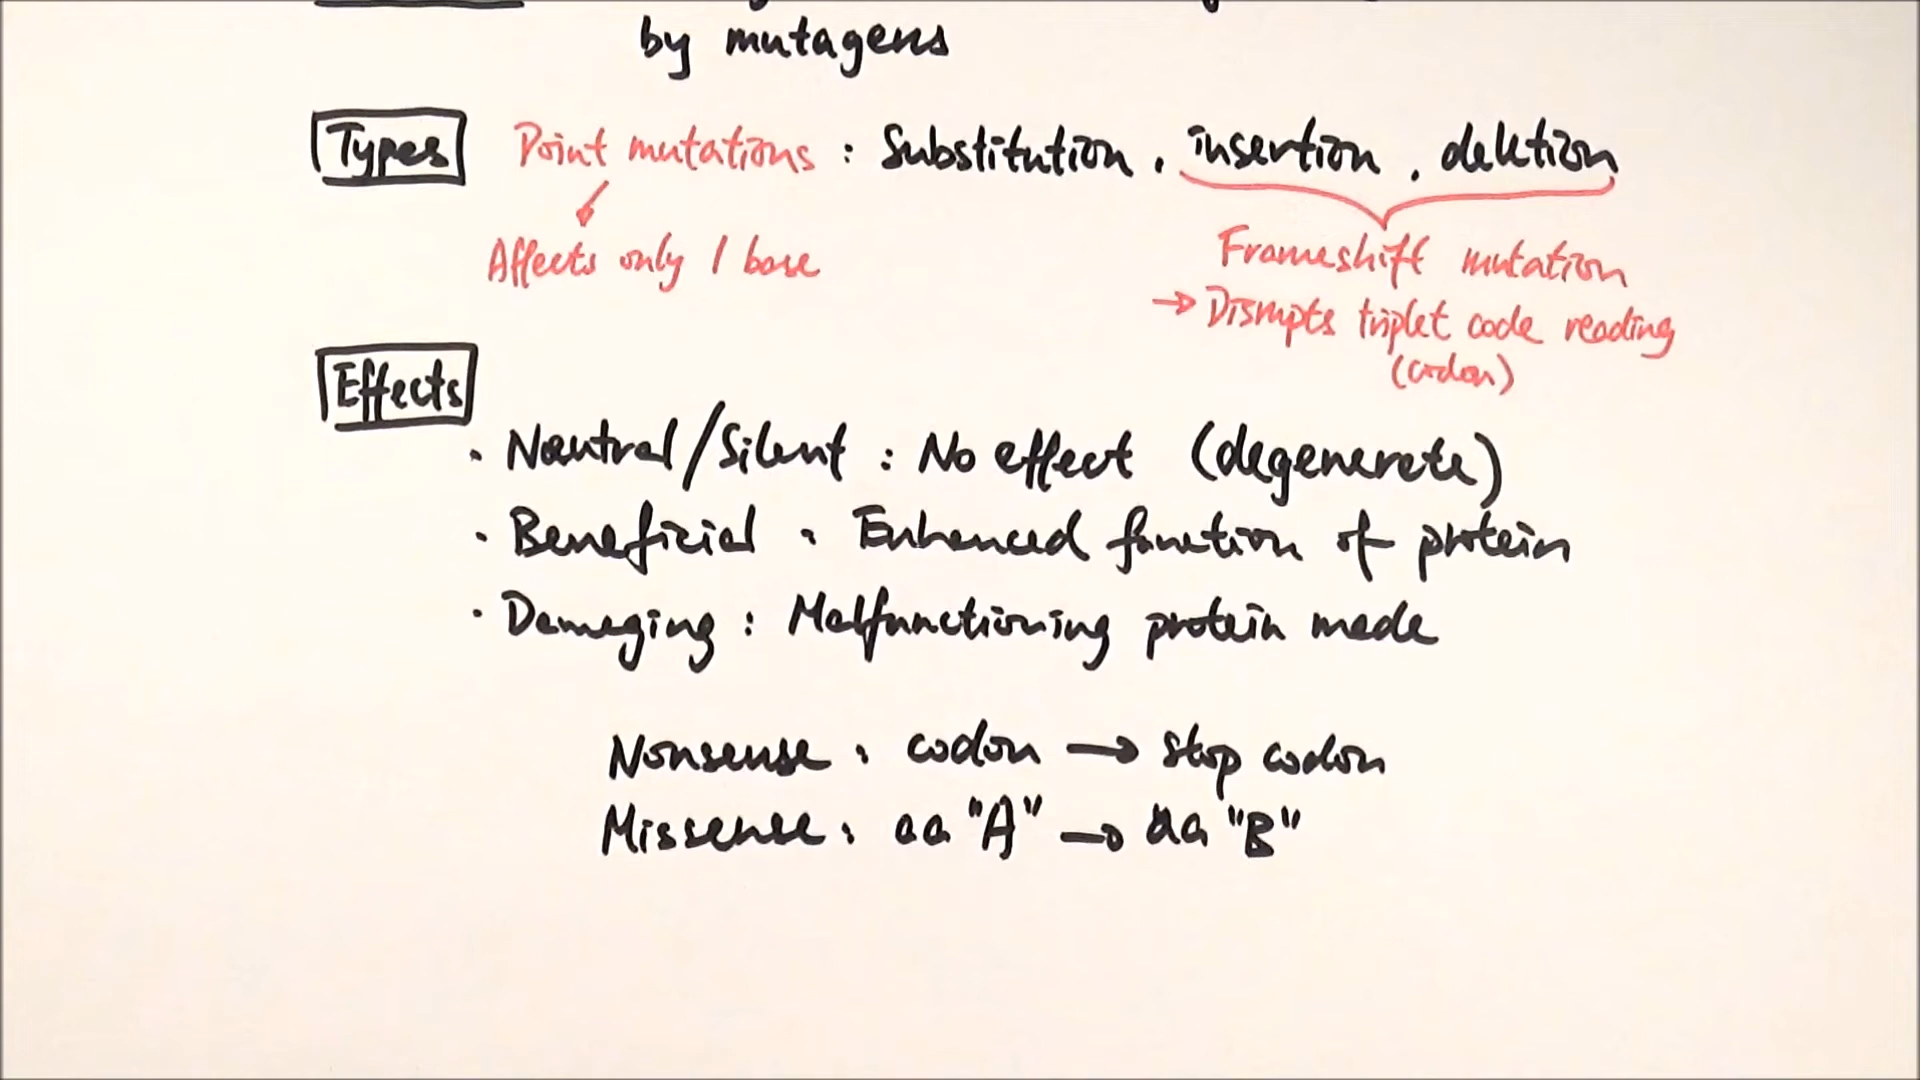 by mutagens
Types Point mutations : Substitution, insertion, deletion
Affects only 1 base
Frameshift mutation
→ Disrupts triplet code reading
(codon)
Effects
· Neutral/Silent : No effect (degenerate)
· Beneficial : Enhanced function of protein
· Damaging : Malfunctioning protein made
Nonsense : codon → stop codon
Missense : aa "A" → aa "B"